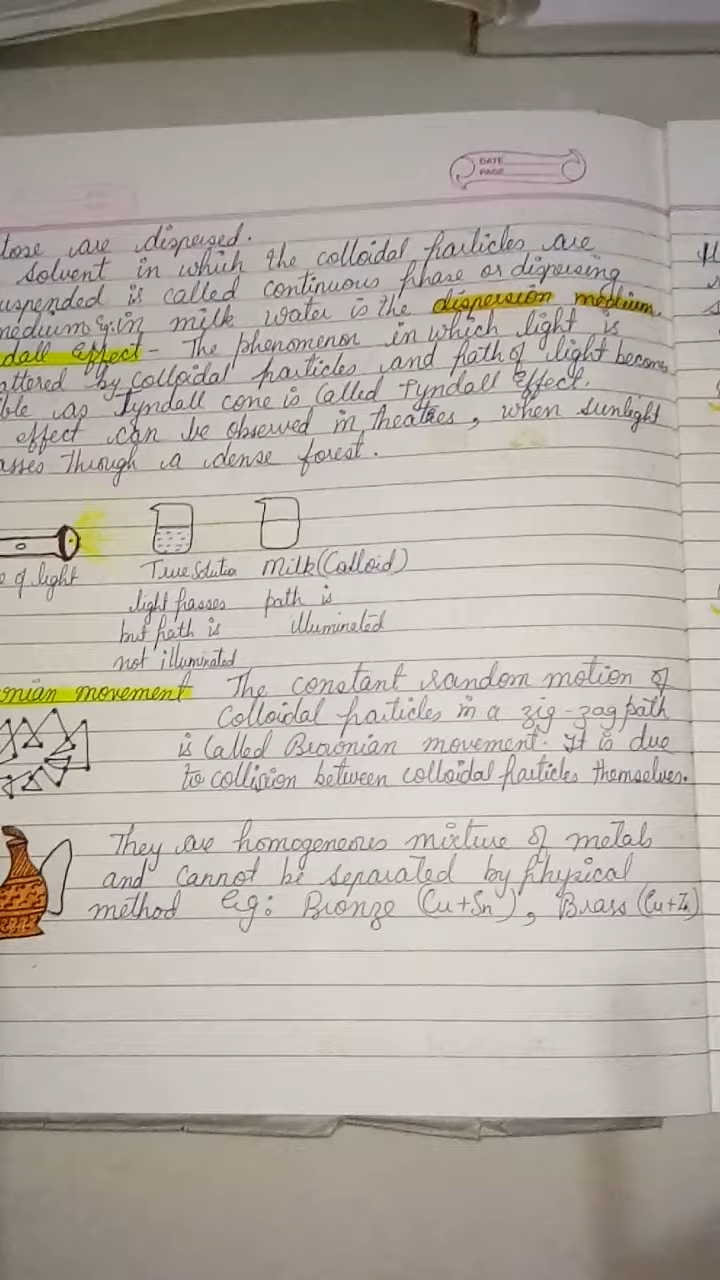 DATE
PAGE
tose are dispersed.
Solvent in which the colloidal particles are
uspended is called continuous phase or dispersing
medium eg:in milk water is the dispersion medium.
dall effect - The phenomenon in which light is
attered by colloidal particles and path of light becomes
ible as Tyndall cone is called Tyndall effect.
effect can be observed in theatres, when sunlight
asses through a dense forest.
e of light True Solution Milk (Colloid)
light passes path is
but path is illuminated
not illuminated
onian movement The constant random motion of
Colloidal particles in a zig-zag path
is called Brownian movement. It is due
to collision between colloidal particles themselves.
They are homogeneous mixture of metals
and cannot be separated by physical
method Eg: Bronze (Cu+Sn), Brass (Cu+Zn)